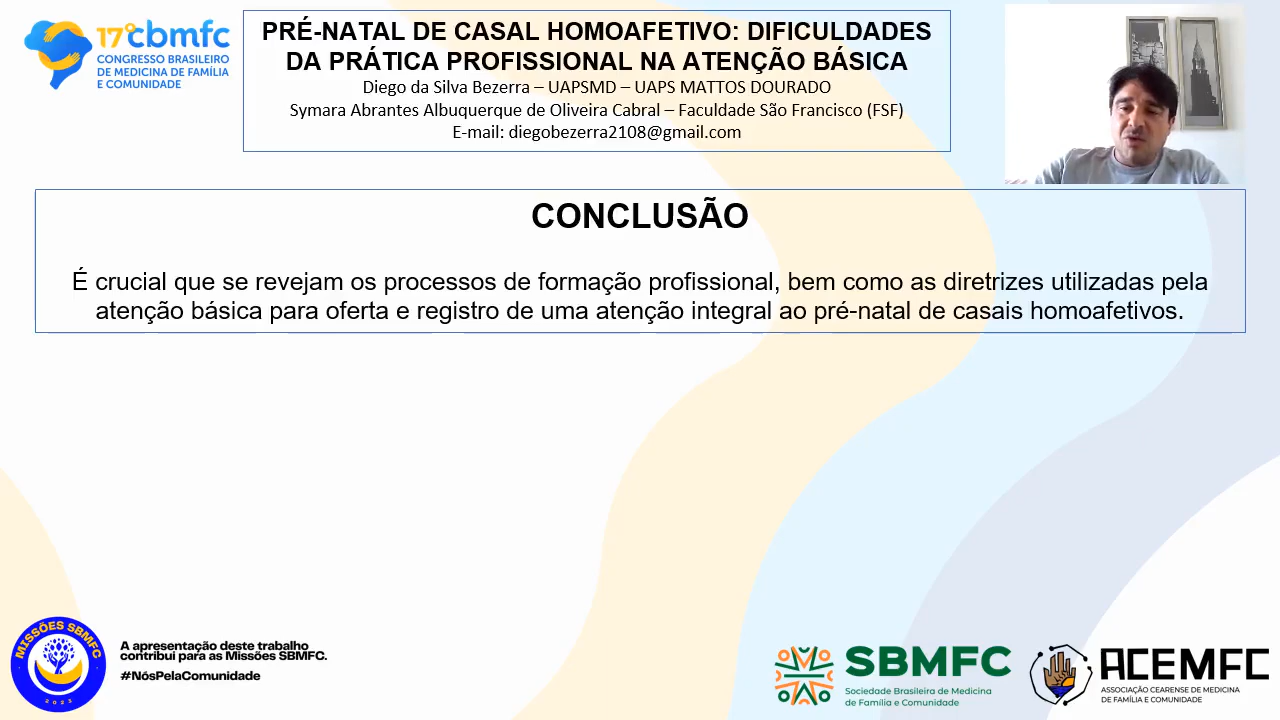 17º cbmfc
CONGRESSO BRASILEIRO
DE MEDICINA DE FAMÍLIA
E COMUNIDADE
PRÉ-NATAL DE CASAL HOMOAFETIVO: DIFICULDADES
DA PRÁTICA PROFISSIONAL NA ATENÇÃO BÁSICA
Diego da Silva Bezerra – UAPSMD – UAPS MATTOS DOURADO
Symara Abrantes Albuquerque de Oliveira Cabral – Faculdade São Francisco (FSF)
E-mail: diegobezerra2108@gmail.com
CONCLUSÃO
É crucial que se revejam os processos de formação profissional, bem como as diretrizes utilizadas pela
atenção básica para oferta e registro de uma atenção integral ao pré-natal de casais homoafetivos.
MISSÕES SBMFC
2023
A apresentação deste trabalho
contribui para as Missões SBMFC.
#NósPelaComunidade
SBMFC
Sociedade Brasileira de Medicina
de Família e Comunidade
ACEMFC
ASSOCIAÇÃO CEARENSE DE MEDICINA
DE FAMÍLIA E COMUNIDADE